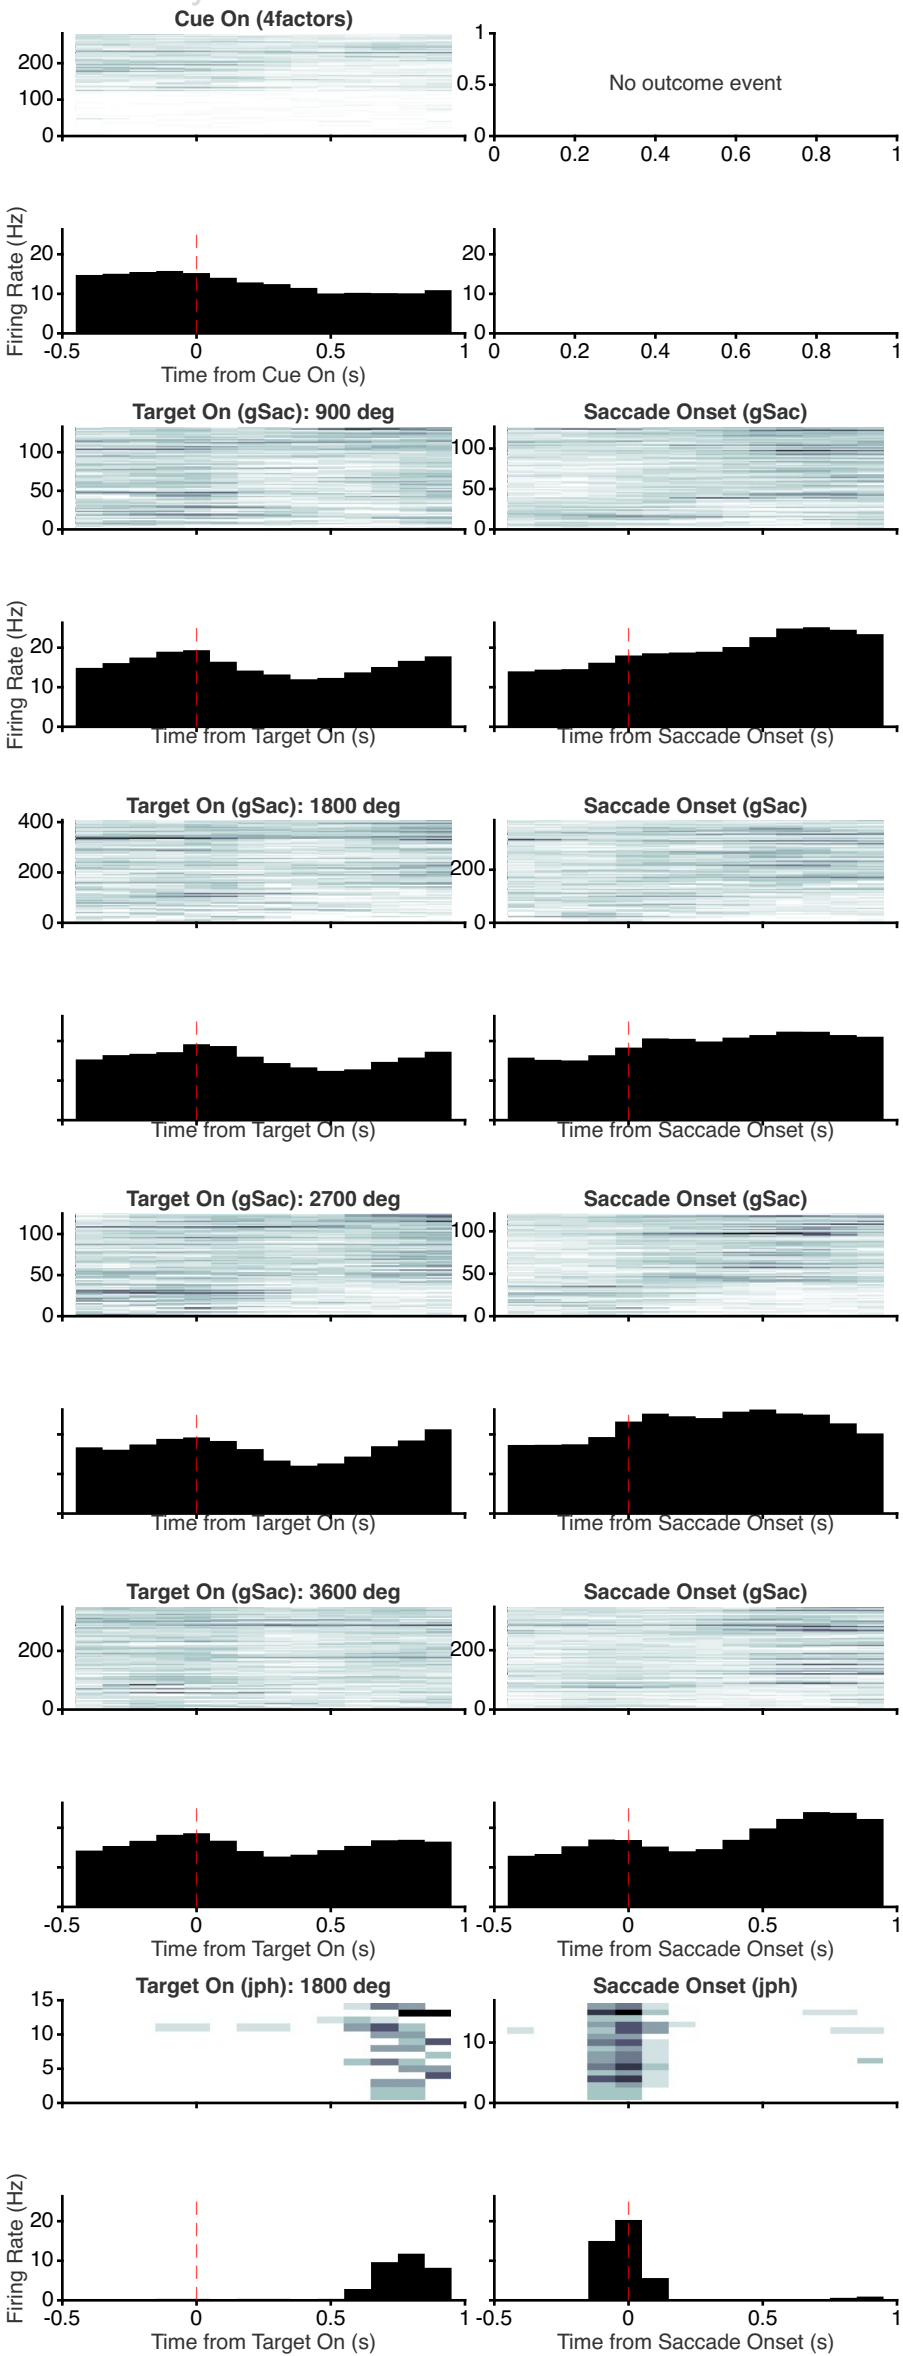 Cue On (4factors)
200
100
0
1
0.5
0
No outcome event
0 0.2 0.4 0.6 0.8 1
Firing Rate (Hz)
20
10
0
-0.5 0 0.5 1
Time from Cue On (s)
20
10
0
0 0.2 0.4 0.6 0.8 1
Target On (gSac): 900 deg
100
50
0
Saccade Onset (gSac)
100
50
0
Firing Rate (Hz)
20
10
0
Time from Target On (s)
Time from Saccade Onset (s)
Target On (gSac): 1800 deg
400
200
0
Saccade Onset (gSac)
200
0
Time from Target On (s)
Time from Saccade Onset (s)
Target On (gSac): 2700 deg
100
50
0
Saccade Onset (gSac)
100
50
0
Time from Target On (s)
Time from Saccade Onset (s)
Target On (gSac): 3600 deg
200
0
Saccade Onset (gSac)
200
0
-0.5 0 0.5 1
Time from Target On (s)
-0.5 0 0.5 1
Time from Saccade Onset (s)
Target On (jph): 1800 deg
15
10
5
0
Saccade Onset (jph)
10
0
Firing Rate (Hz)
20
10
0
-0.5 0 0.5 1
Time from Target On (s)
-0.5 0 0.5 1
Time from Saccade Onset (s)